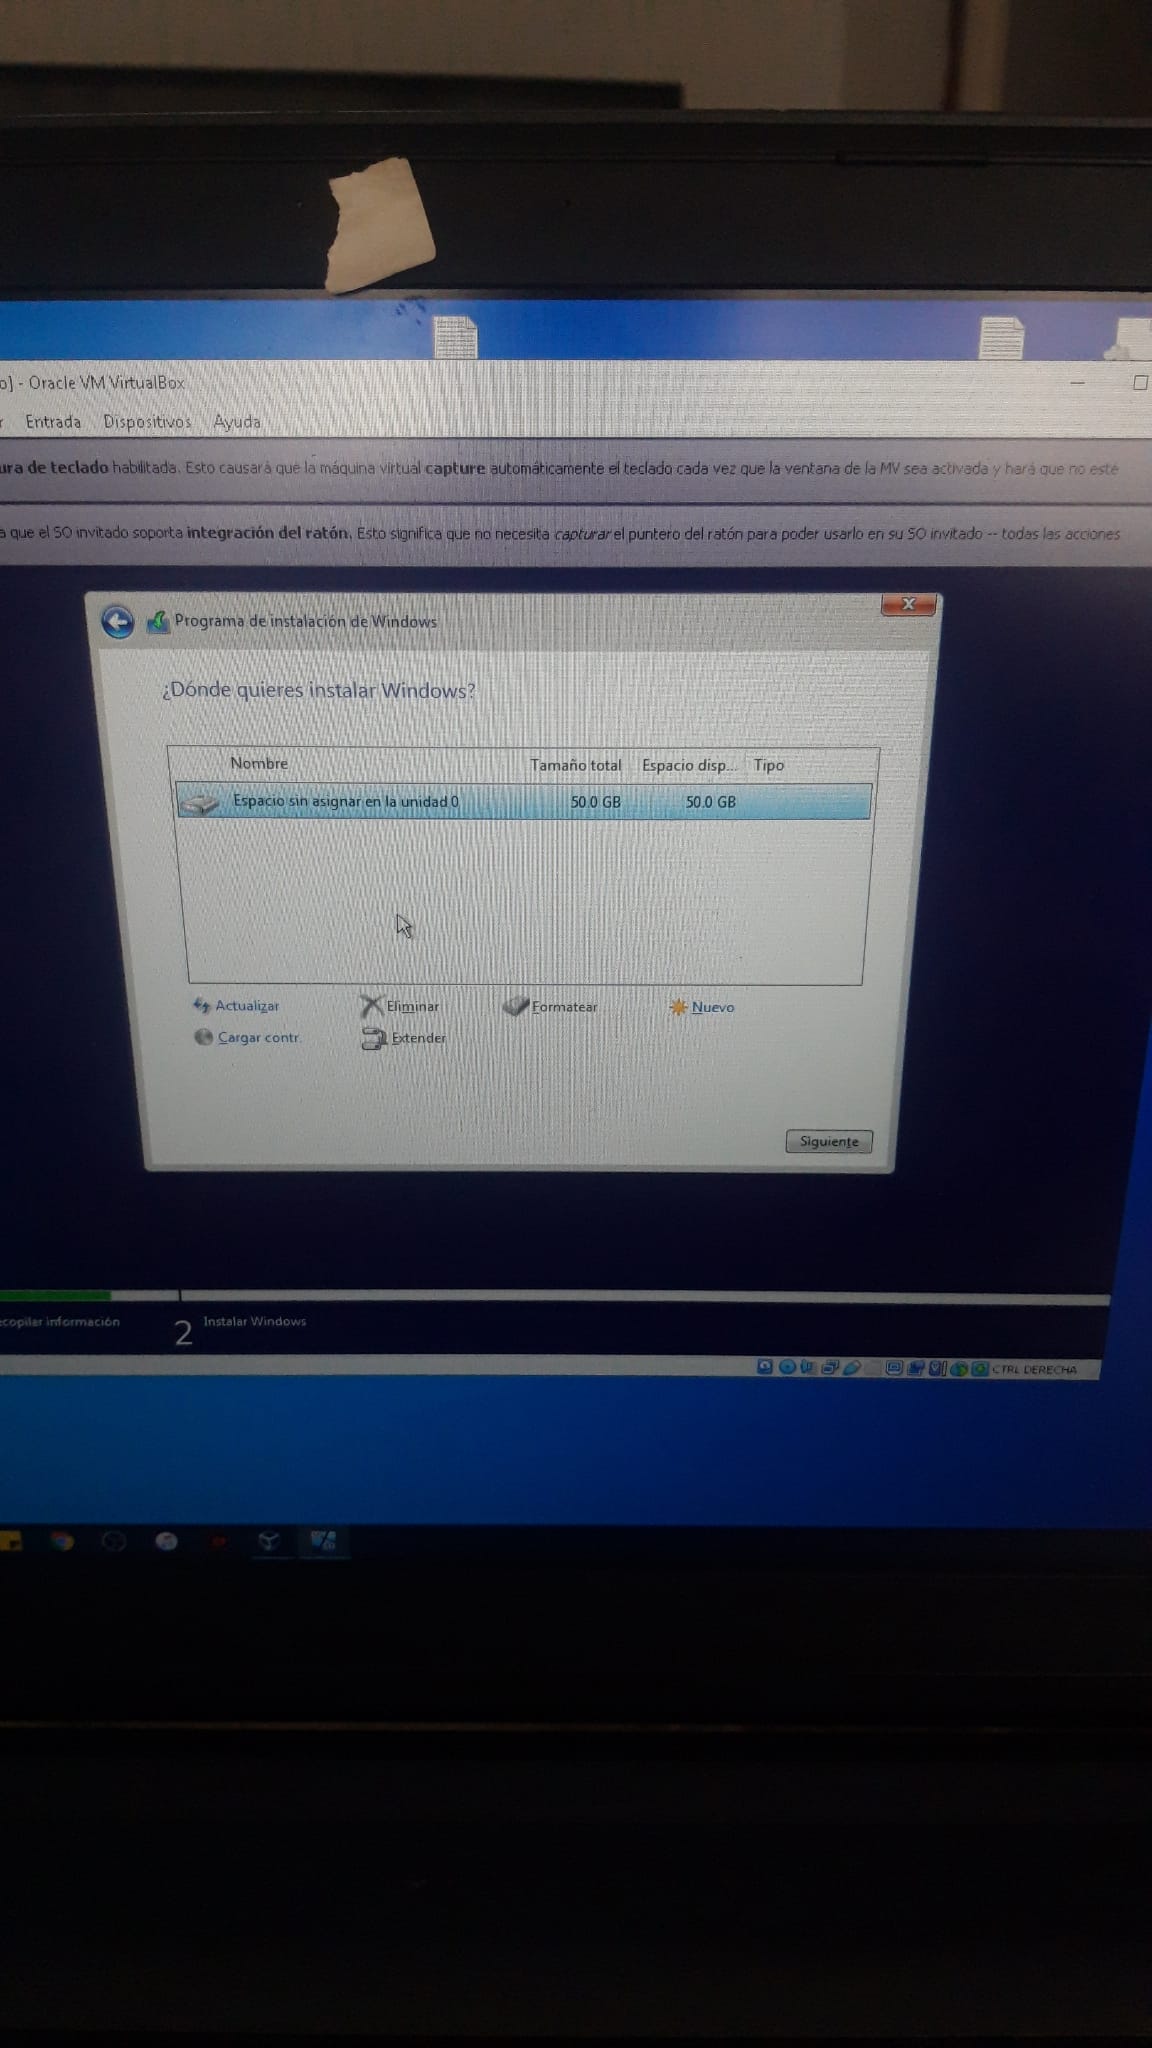 o] - Oracle VM VirtualBox
r Entrada Dispositivos Ayuda
ura de teclado habilitada. Esto causará que la máquina virtual capture automáticamente el teclado cada vez que la ventana de la MV sea activada y hará que no esté
a que el SO invitado soporta integración del ratón. Esto significa que no necesita capturar el puntero del ratón para poder usarlo en su SO invitado -- todas las acciones
Programa de instalación de Windows
¿Dónde quieres instalar Windows?
Nombre Tamaño total Espacio disp... Tipo
Espacio sin asignar en la unidad 0 50.0 GB 50.0 GB
Actualizar Eliminar Formatear Nuevo
Cargar contr. Extender
Siguiente
ecopilar información 2 Instalar Windows
CTRL DERECHA